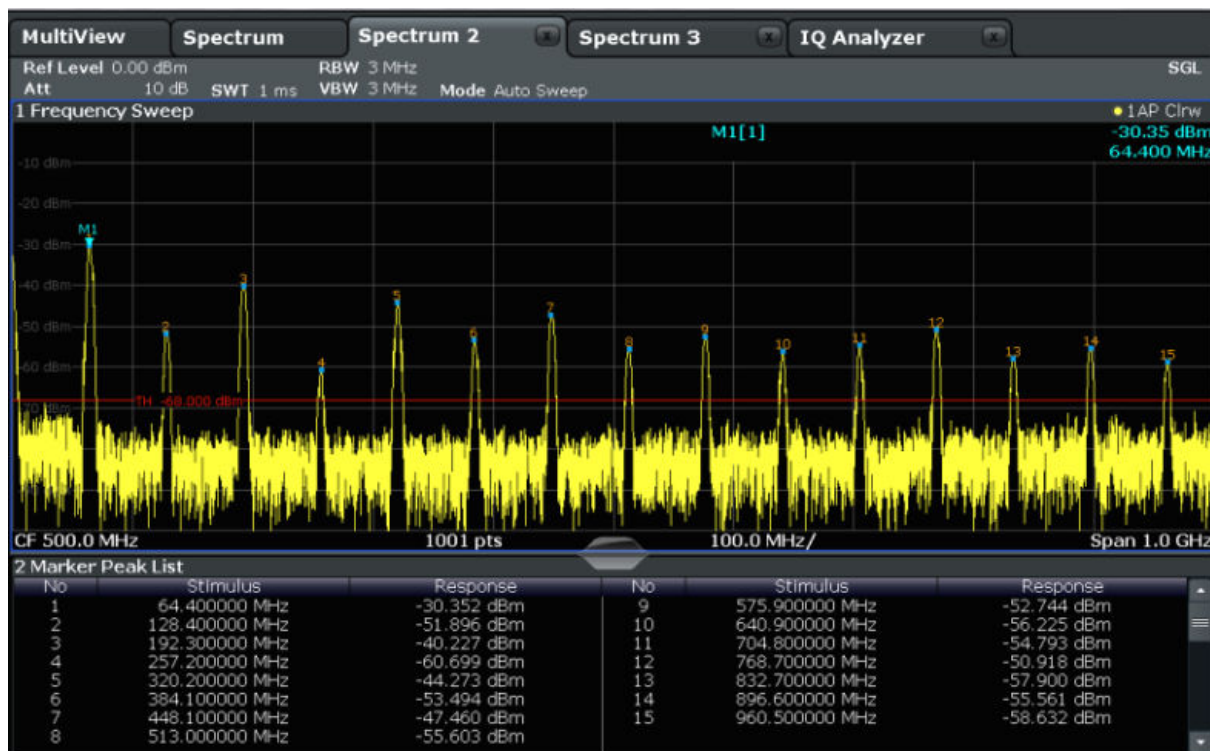 MultiView Spectrum Spectrum 2 x Spectrum 3 x IQ Analyzer x
Ref Level 0.00 dBm RBW 3 MHz SGL
Att 10 dB SWT 1 ms VBW 3 MHz Mode Auto Sweep
1 Frequency Sweep 1AP Clrw
M1[1] -30.35 dBm
64.400 MHz
-10 dBm
-20 dBm
M1
-30 dBm
1
3
-40 dBm
5
7
-50 dBm
2 6 8 9 10 11 12 13 14 15
4
-60 dBm
TH -68.000 dBm
-70 dBm
CF 500.0 MHz 1001 pts 100.0 MHz/ Span 1.0 GHz
2 Marker Peak List
No Stimulus Response No Stimulus Response
1 64.400000 MHz -30.352 dBm 9 575.900000 MHz -52.744 dBm
2 128.400000 MHz -51.896 dBm 10 640.900000 MHz -56.225 dBm
3 192.300000 MHz -40.227 dBm 11 704.800000 MHz -54.793 dBm
4 257.200000 MHz -60.699 dBm 12 768.700000 MHz -50.918 dBm
5 320.200000 MHz -44.273 dBm 13 832.700000 MHz -57.900 dBm
6 384.100000 MHz -53.494 dBm 14 896.600000 MHz -55.561 dBm
7 448.100000 MHz -47.460 dBm 15 960.500000 MHz -58.632 dBm
8 513.000000 MHz -55.603 dBm